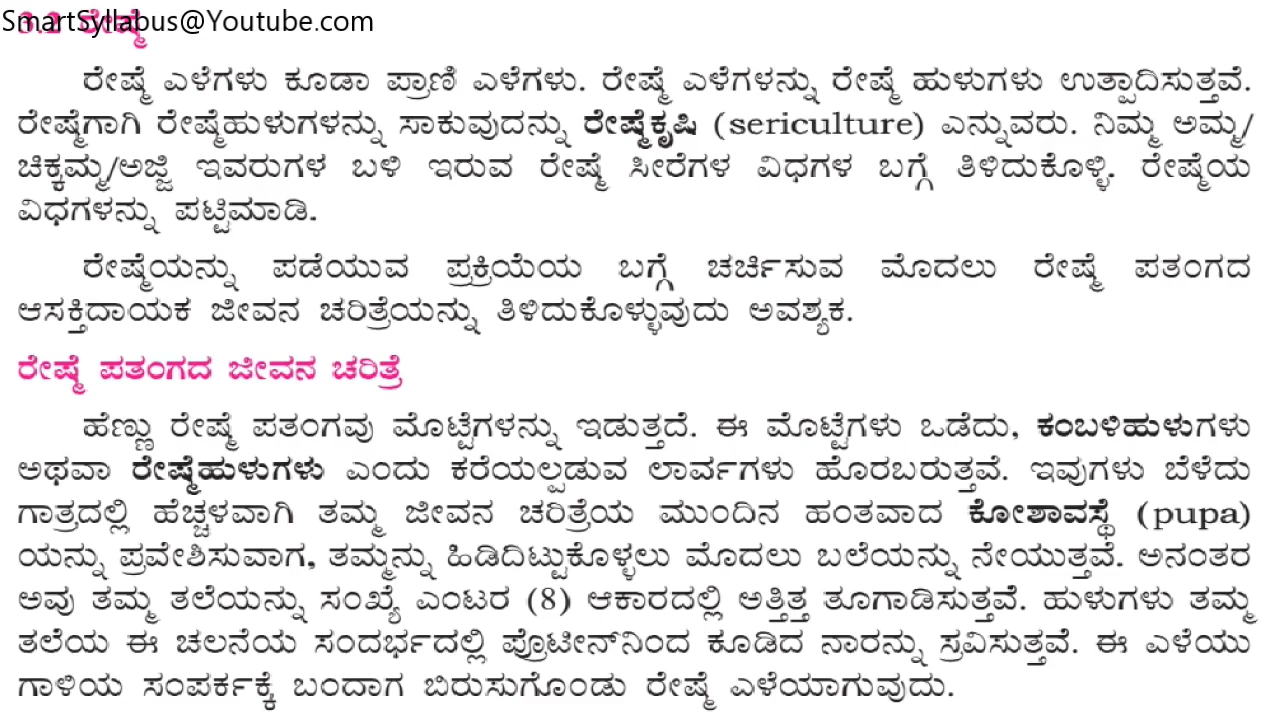 SmartSyllabus@Youtube.com
3.2 ರೇಷ್ಮೆ
ರೇಷ್ಮೆ ಎಳೆಗಳು ಕೂಡಾ ಪ್ರಾಣಿ ಎಳೆಗಳು. ರೇಷ್ಮೆ ಎಳೆಗಳನ್ನು ರೇಷ್ಮೆ ಹುಳುಗಳು ಉತ್ಪಾದಿಸುತ್ತವೆ.
ರೇಷ್ಮೆಗಾಗಿ ರೇಷ್ಮೆಹುಳುಗಳನ್ನು ಸಾಕುವುದನ್ನು ರೇಷ್ಮೆಕೃಷಿ (sericulture) ಎನ್ನುವರು. ನಿಮ್ಮ ಅಮ್ಮ/
ಚಿಕ್ಕಮ್ಮ/ಅಜ್ಜಿ ಇವರುಗಳ ಬಳಿ ಇರುವ ರೇಷ್ಮೆ ಸೀರೆಗಳ ವಿಧಗಳ ಬಗ್ಗೆ ತಿಳಿದುಕೊಳ್ಳಿ. ರೇಷ್ಮೆಯ
ವಿಧಗಳನ್ನು ಪಟ್ಟಿಮಾಡಿ.
ರೇಷ್ಮೆಯನ್ನು ಪಡೆಯುವ ಪ್ರಕ್ರಿಯೆಯ ಬಗ್ಗೆ ಚರ್ಚಿಸುವ ಮೊದಲು ರೇಷ್ಮೆ ಪತಂಗದ
ಆಸಕ್ತಿದಾಯಕ ಜೀವನ ಚರಿತ್ರೆಯನ್ನು ತಿಳಿದುಕೊಳ್ಳುವುದು ಅವಶ್ಯಕ.
ರೇಷ್ಮೆ ಪತಂಗದ ಜೀವನ ಚರಿತ್ರೆ
ಹೆಣ್ಣು ರೇಷ್ಮೆ ಪತಂಗವು ಮೊಟ್ಟೆಗಳನ್ನು ಇಡುತ್ತದೆ. ಈ ಮೊಟ್ಟೆಗಳು ಒಡೆದು, ಕಂಬಳಿಹುಳುಗಳು
ಅಥವಾ ರೇಷ್ಮೆಹುಳುಗಳು ಎಂದು ಕರೆಯಲ್ಪಡುವ ಲಾರ್ವಗಳು ಹೊರಬರುತ್ತವೆ. ಇವುಗಳು ಬೆಳೆದು
ಗಾತ್ರದಲ್ಲಿ ಹೆಚ್ಚಳವಾಗಿ ತಮ್ಮ ಜೀವನ ಚರಿತ್ರೆಯ ಮುಂದಿನ ಹಂತವಾದ ಕೋಶಾವಸ್ಥೆ (pupa)
ಯನ್ನು ಪ್ರವೇಶಿಸುವಾಗ, ತಮ್ಮನ್ನು ಹಿಡಿದಿಟ್ಟುಕೊಳ್ಳಲು ಮೊದಲು ಬಲೆಯನ್ನು ನೇಯುತ್ತವೆ. ಅನಂತರ
ಅವು ತಮ್ಮ ತಲೆಯನ್ನು ಸಂಖ್ಯೆ ಎಂಟರ (8) ಆಕಾರದಲ್ಲಿ ಅತ್ತಿತ್ತ ತೂಗಾಡಿಸುತ್ತವೆ. ಹುಳುಗಳು ತಮ್ಮ
ತಲೆಯ ಈ ಚಲನೆಯ ಸಂದರ್ಭದಲ್ಲಿ ಪ್ರೊಟೀನ್‌ನಿಂದ ಕೂಡಿದ ನಾರನ್ನು ಸ್ರವಿಸುತ್ತವೆ. ಈ ಎಳೆಯು
ಗಾಳಿಯ ಸಂಪರ್ಕಕ್ಕೆ ಬಂದಾಗ ಬಿರುಸುಗೊಂಡು ರೇಷ್ಮೆ ಎಳೆಯಾಗುವುದು.